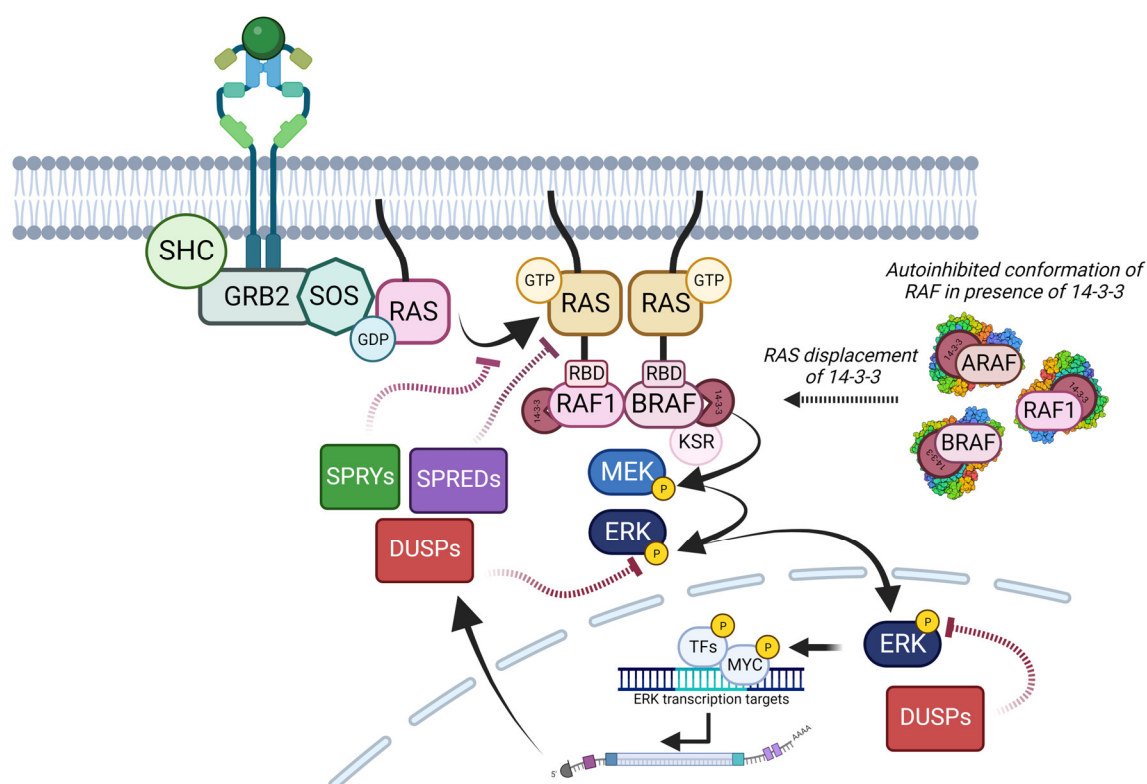 SHC
GRB2
SOS
RAS
GDP
GTP
RAS
RAS
GTP
Autoinhibited conformation of
RAF in presence of 14-3-3
RAS displacement
of 14-3-3
14-3-3
ARAF
14-3-3
RAF1
14-3-3
BRAF
RBD
RBD
14-3-3
RAF1
BRAF
14-3-3
KSR
MEK
P
ERK
P
SPRYs
SPREDs
DUSPs
P
ERK
DUSPs
P
TFs
P
MYC
ERK transcription targets
5'
AAAA